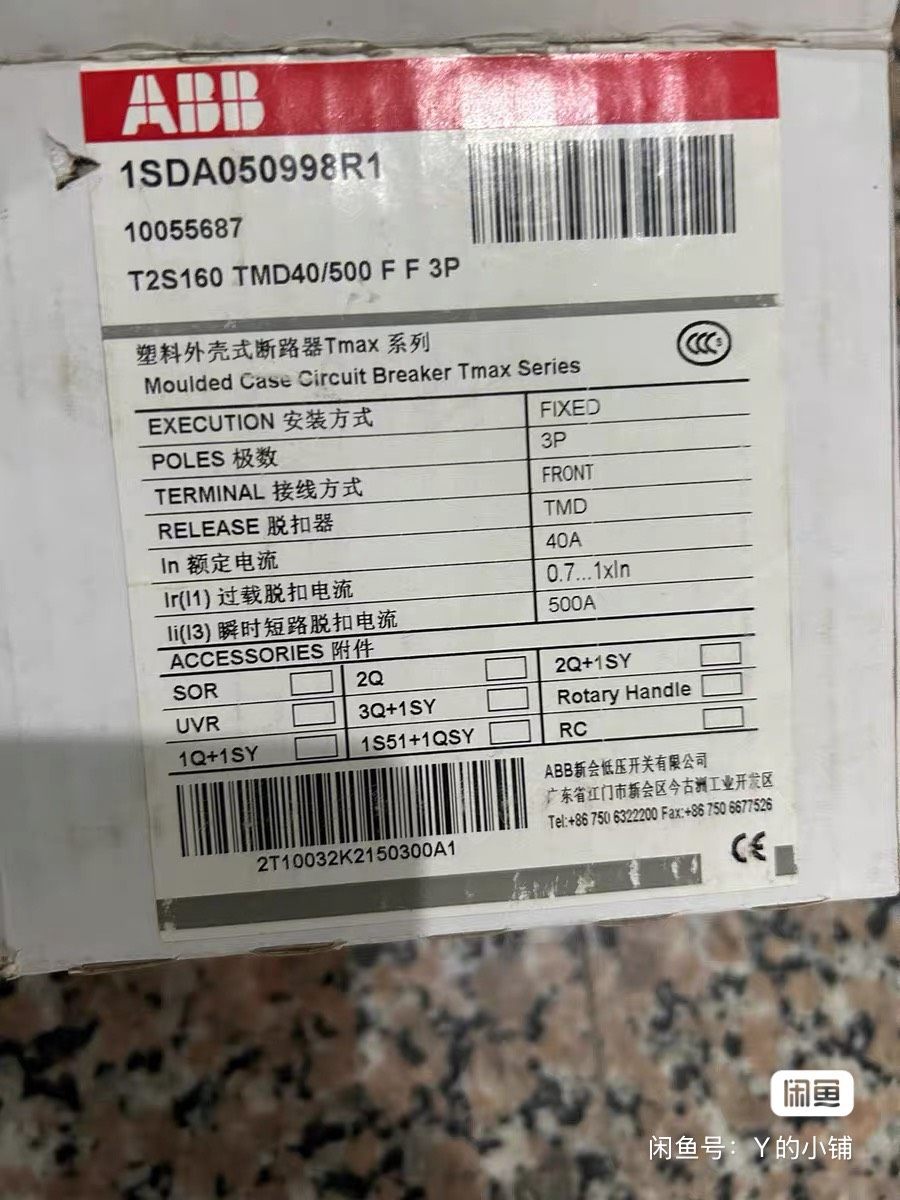 ABB
1SDA050998R1
10055687
T2S160 TMD40/500 F F 3P
塑料外壳式断路器Tmax 系列
Moulded Case Circuit Breaker Tmax Series
CCC S
EXECUTION 安装方式 FIXED
POLES 极数 3P
TERMINAL 接线方式 FRONT
RELEASE 脱扣器 TMD
In 额定电流 40A
Ir(I1) 过载脱扣电流 0.7...1xIn
Ii(I3) 瞬时短路脱扣电流 500A
ACCESSORIES 附件
SOR 2Q 2Q+1SY
UVR 3Q+1SY Rotary Handle
1Q+1SY 1S51+1QSY RC
ABB新会低压开关有限公司
广东省江门市新会区今古洲工业开发区
Tel:+86 750 6322200 Fax:+86 750 6677526
2T10032K2150300A1
CE
闲鱼
闲鱼号：Y的小铺